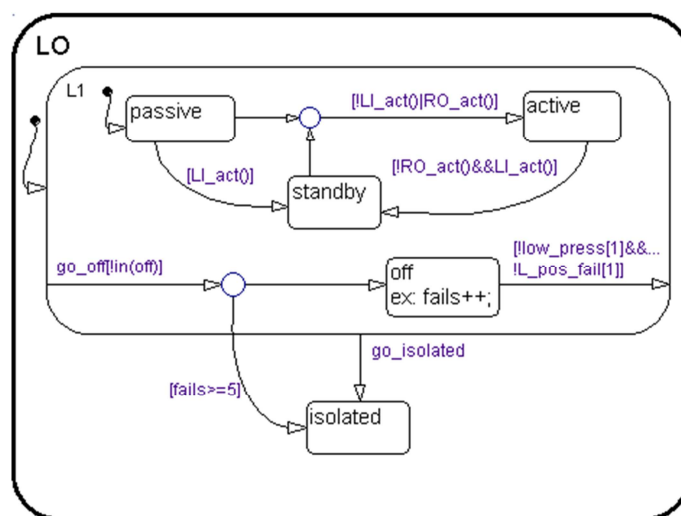 LO
L1
passive
[!LI_act()|RO_act()]
active
[LI_act()]
[!RO_act()&&LI_act()]
standby
[!low_press[1]&&...
!L_pos_fail[1]]
go_off[!in(off)]
off
ex: fails++;
go_isolated
[fails>=5]
isolated